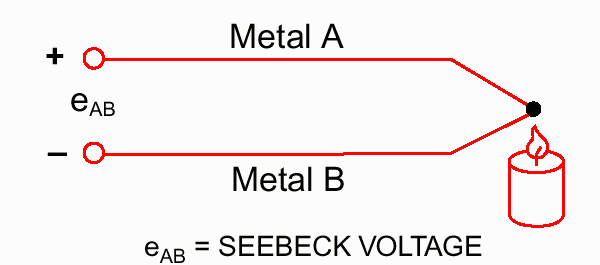 Metal A
+
eAB
–
Metal B
eAB = SEEBECK VOLTAGE